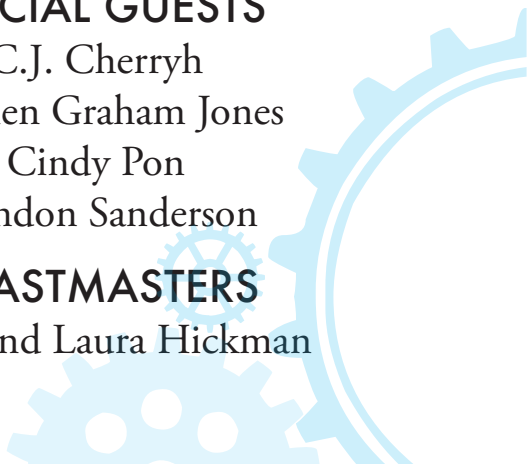 CIAL GUESTS
C.J. Cherryh
en Graham Jones
Cindy Pon
ndon Sanderson
ASTMASTERS
nd Laura Hickman